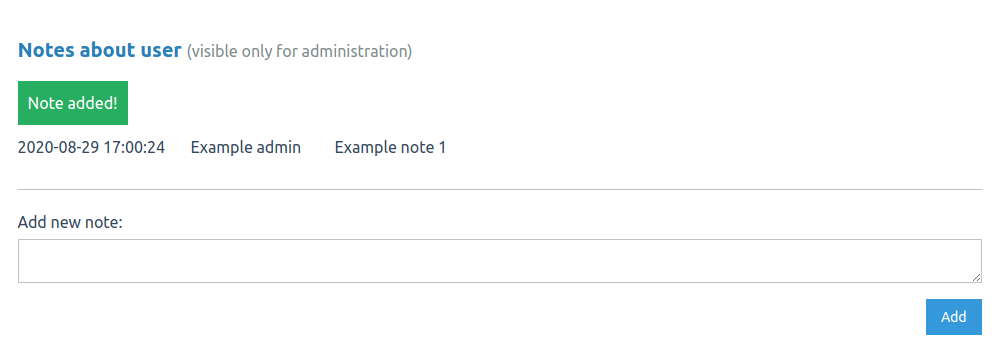 Notes about user (visible only for administration)
Note added!
2020-08-29 17:00:24 Example admin Example note 1
Add new note:
Add